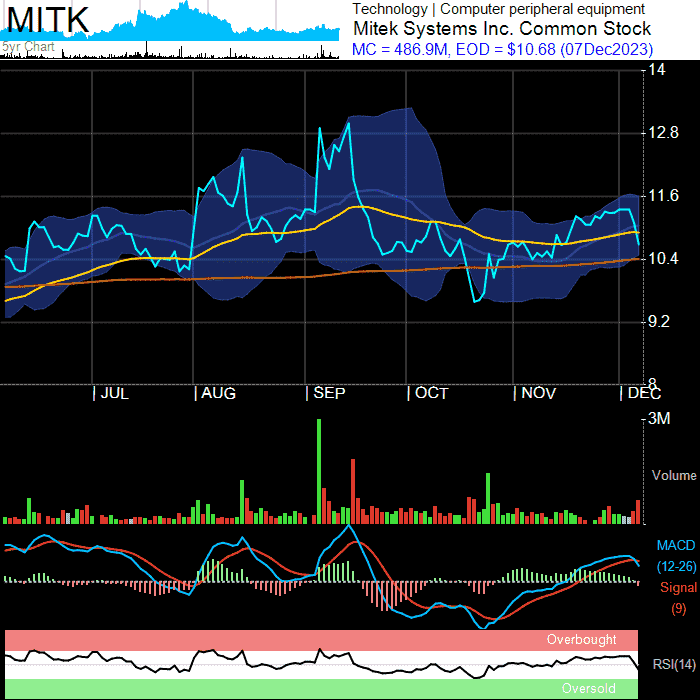 MITK
5yr Chart
Technology | Computer peripheral equipment
Mitek Systems Inc. Common Stock
MC = 486.9M, EOD = $10.68 (07Dec2023)
14
12.8
11.6
10.4
9.2
8
| JUL | AUG | SEP | OCT | NOV | DEC
3M
Volume
MACD
(12-26)
Signal
(9)
Overbought
RSI(14)
Oversold